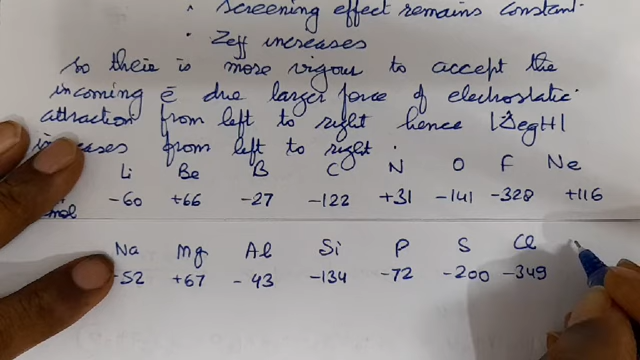 · Screening effect remains constant.
· Zeff increases
so there is more vigour to accept the
incoming ē due larger force of electrostatic
attraction from left to right hence |ΔegH|
increases from left to right.
Li Be B C N O F Ne
-60 +66 -27 -122 +31 -141 -328 +116
mol
Na Mg Al Si P S Cl
-52 +67 -43 -134 -72 -200 -349